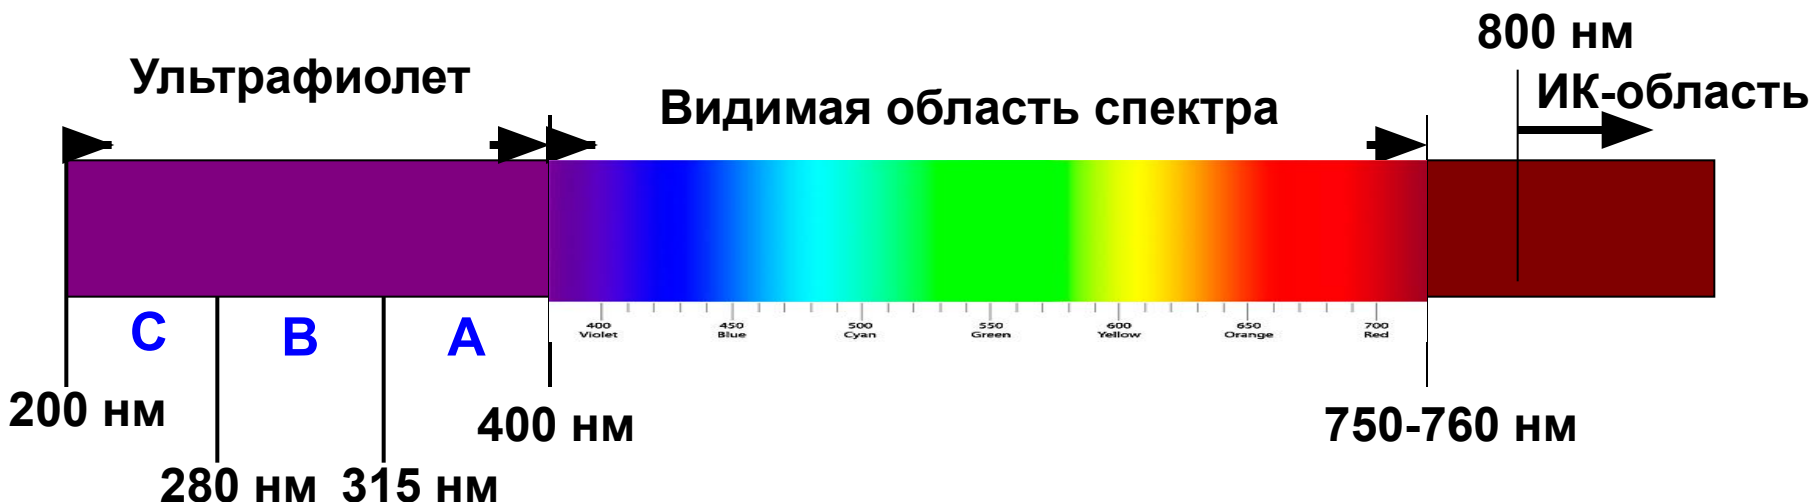 800 нм
Ультрафиолет
Видимая область спектра
ИК-область
C
B
A
400
Violet
450
Blue
500
Cyan
550
Green
600
Yellow
650
Orange
700
Red
200 нм
400 нм
750-760 нм
280 нм
315 нм